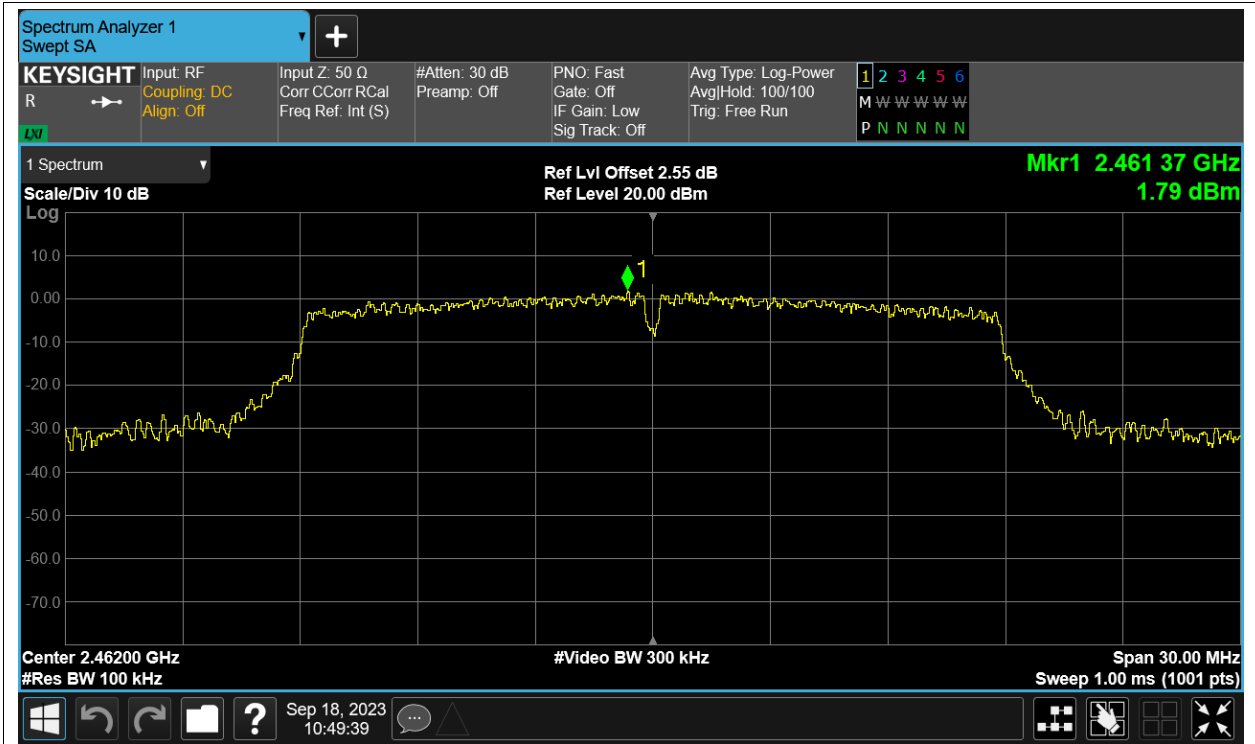 Spectrum Analyzer 1
Swept SA
+
KEYSIGHT
R
LXI
Input: RF
Coupling: DC
Align: Off
Input Z: 50 Ω
Corr CCorr RCal
Freq Ref: Int (S)
#Atten: 30 dB
Preamp: Off
PNO: Fast
Gate: Off
IF Gain: Low
Sig Track: Off
Avg Type: Log-Power
Avg|Hold: 100/100
Trig: Free Run
1 2 3 4 5 6
M W W W W W
P N N N N N
1 Spectrum
Scale/Div 10 dB
Log
Ref Lvl Offset 2.55 dB
Ref Level 20.00 dBm
Mkr1 2.461 37 GHz
1.79 dBm
10.0
0.00
-10.0
-20.0
-30.0
-40.0
-50.0
-60.0
-70.0
1
Center 2.46200 GHz
#Res BW 100 kHz
#Video BW 300 kHz
Span 30.00 MHz
Sweep 1.00 ms (1001 pts)
?
Sep 18, 2023
10:49:39